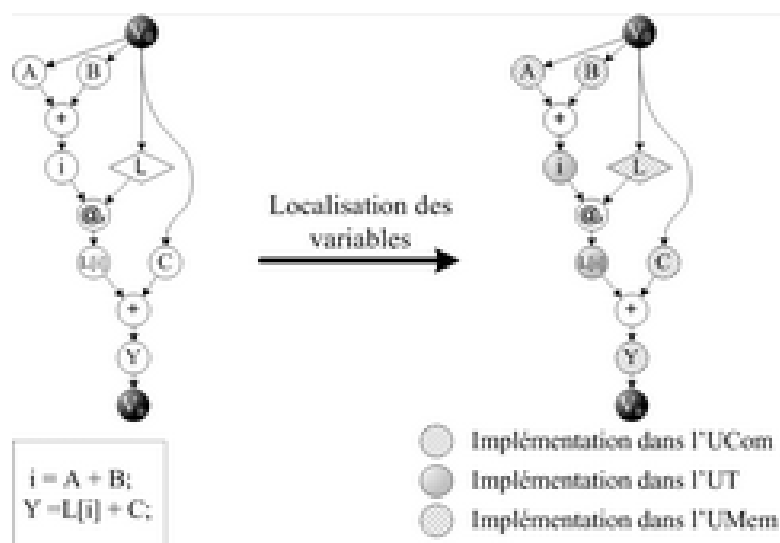 A B
+
i L
@
L[i] C
+
Y
Localisation des
variables
A B
+
i L
@
L[i] C
+
Y
i = A + B;
Y =L[i] + C;
Implémentation dans l'UCom
Implémentation dans l'UT
Implémentation dans l'UMem